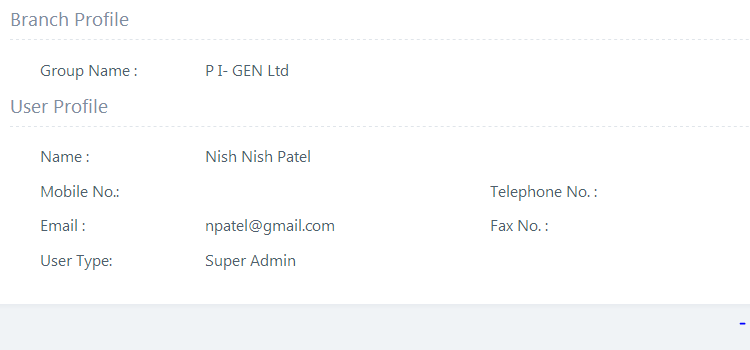 Branch Profile
Group Name : P I- GEN Ltd
User Profile
Name : Nish Nish Patel
Mobile No.: Telephone No. :
Email : npatel@gmail.com Fax No. :
User Type: Super Admin
-